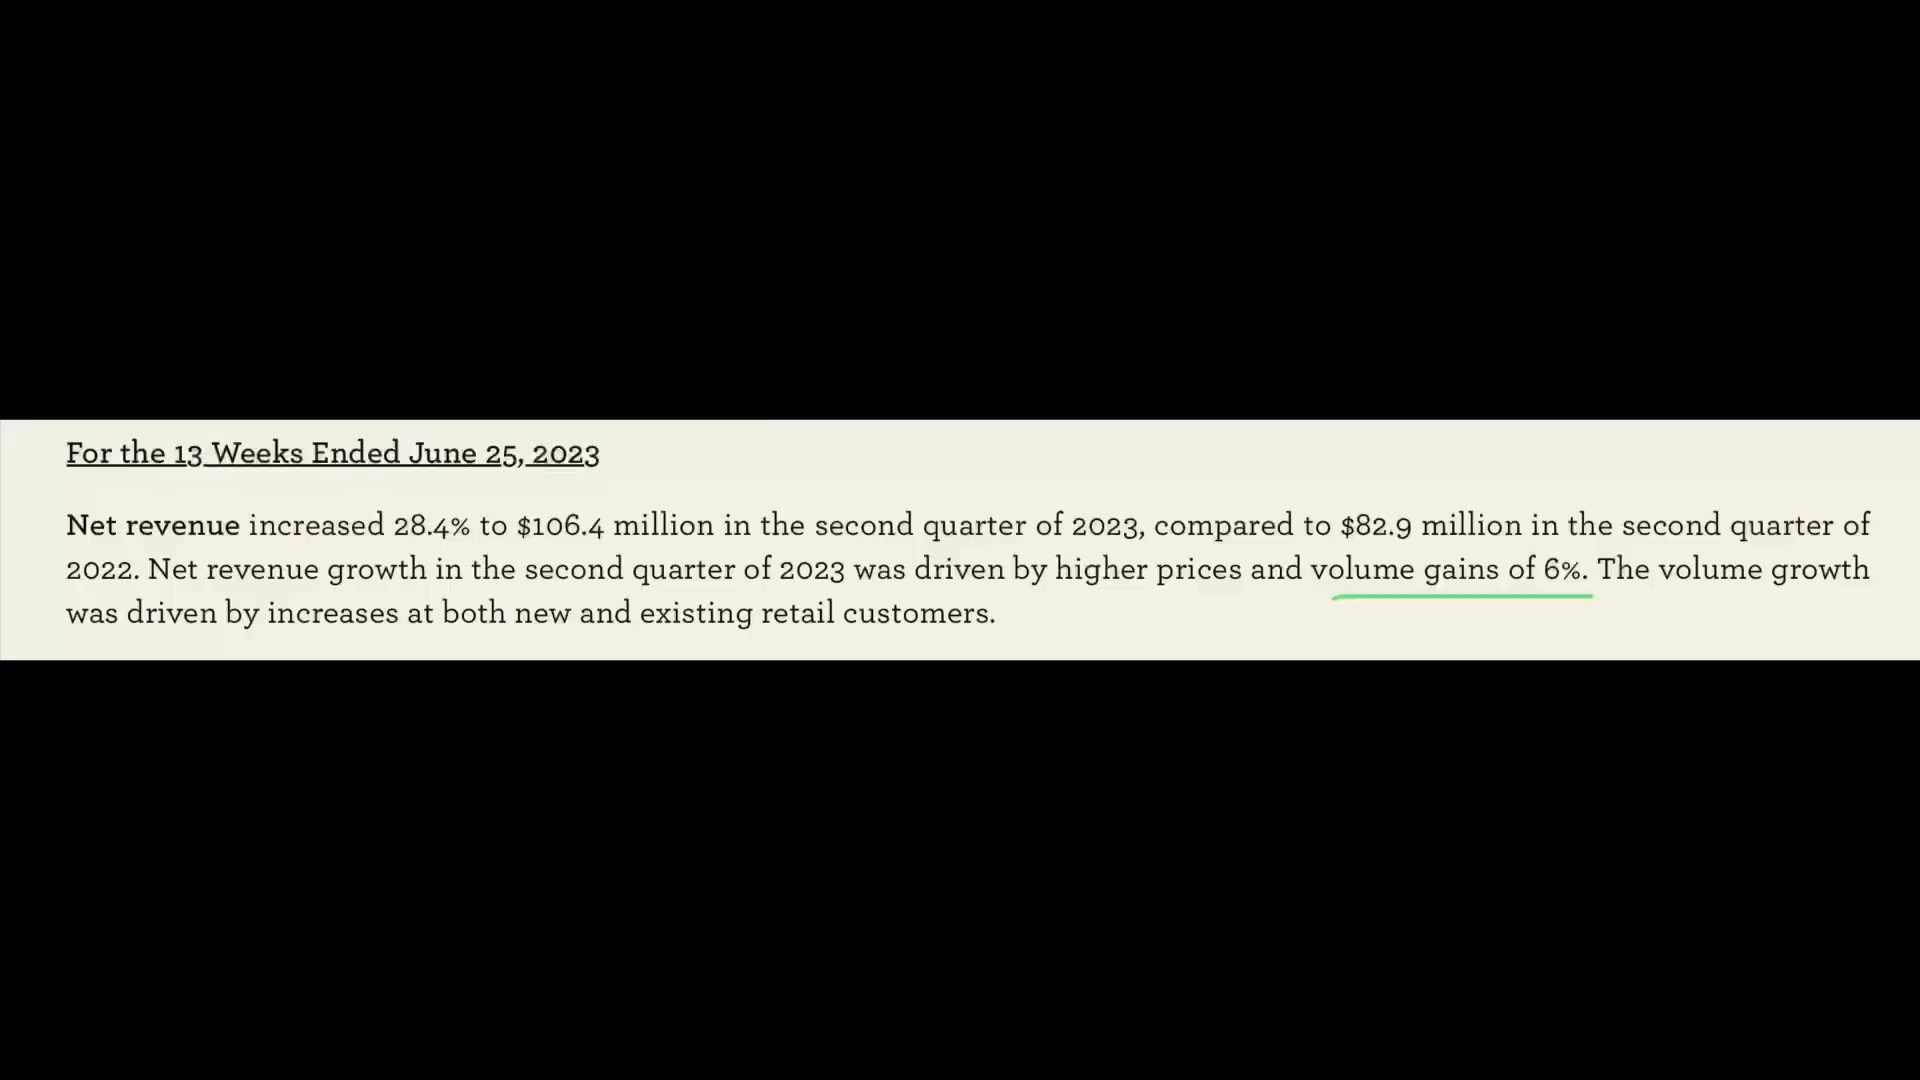 For the 13 Weeks Ended June 25, 2023
Net revenue increased 28.4% to $106.4 million in the second quarter of 2023, compared to $82.9 million in the second quarter of
2022. Net revenue growth in the second quarter of 2023 was driven by higher prices and volume gains of 6%. The volume growth
was driven by increases at both new and existing retail customers.